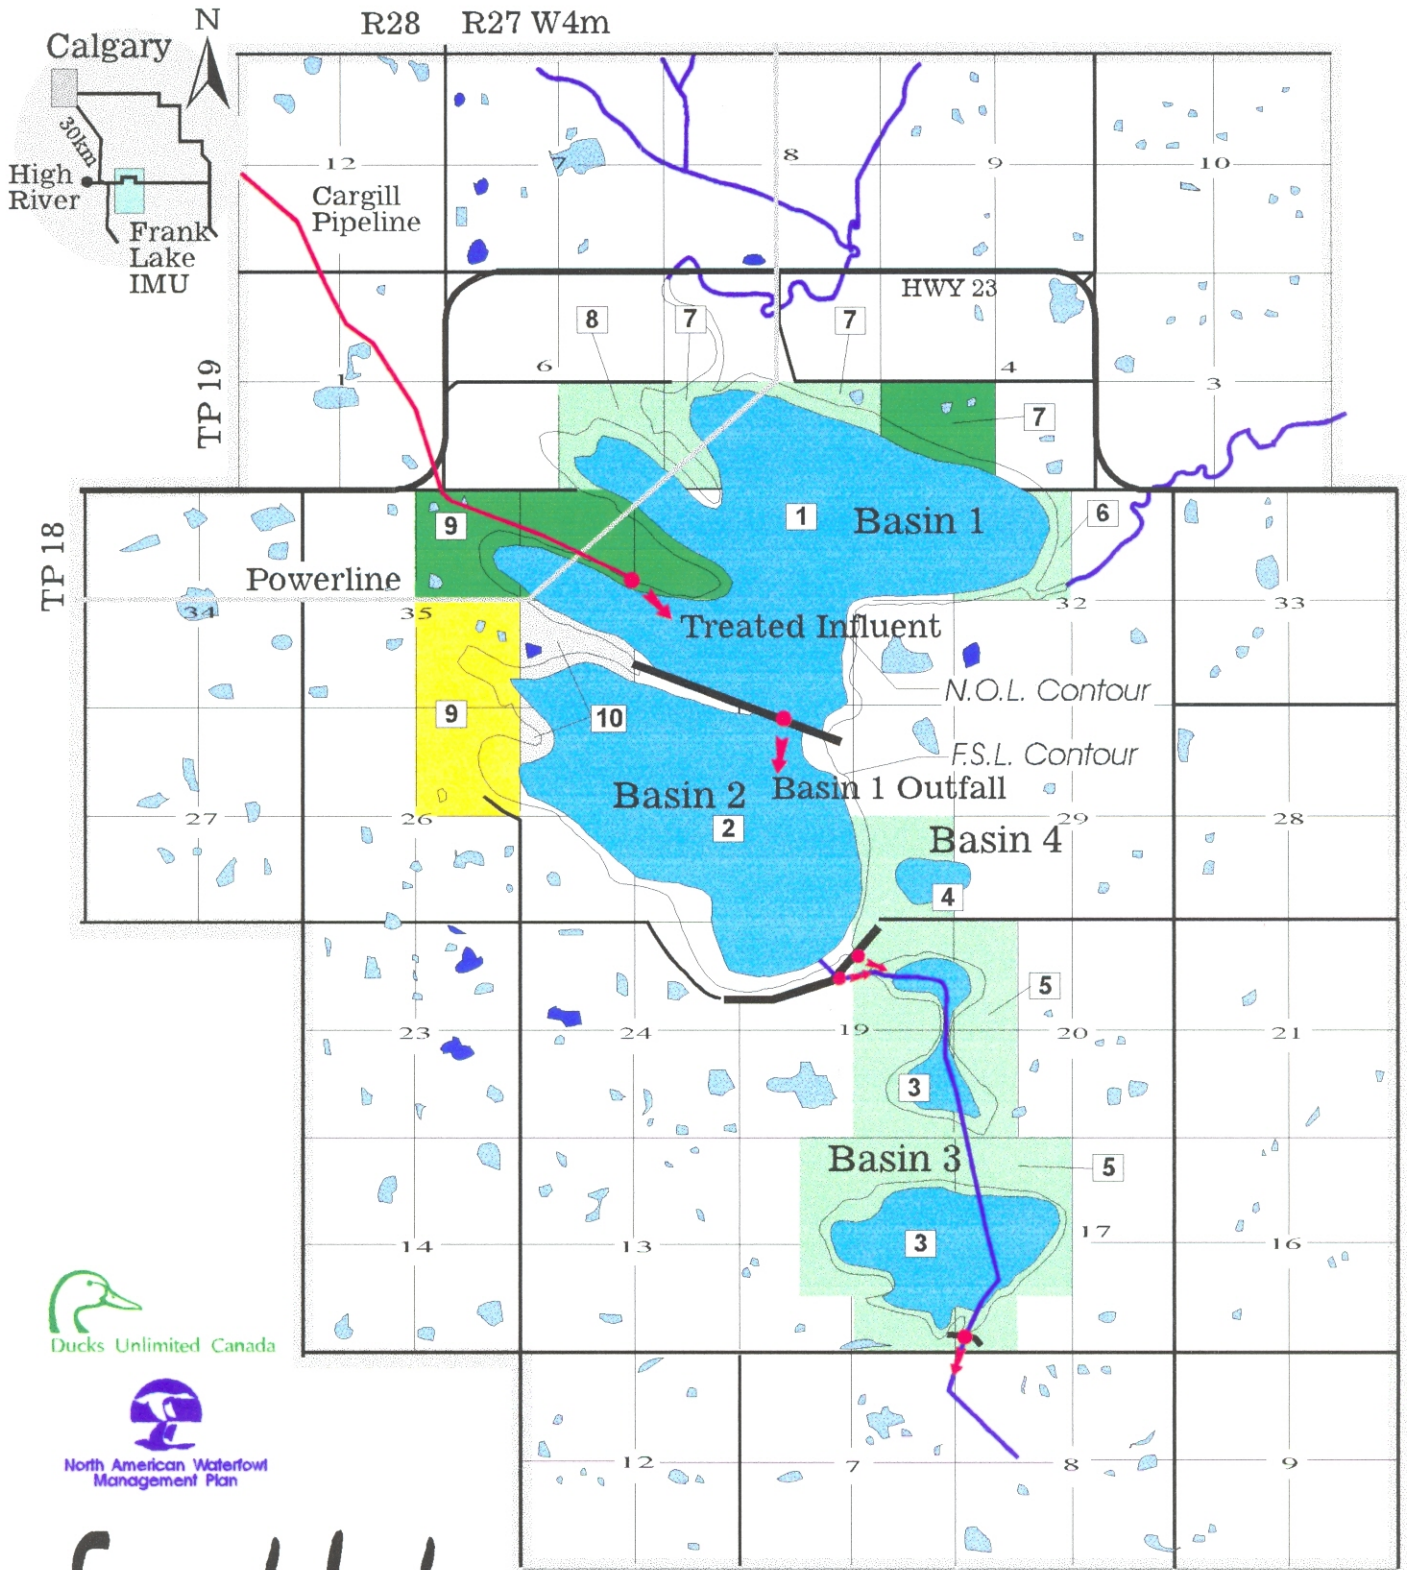 N
R28
R27 W4m
Calgary
30km
High
River
Frank
Lake
IMU
Cargill
Pipeline
12
7
8
9
10
HWY 23
8
7
7
TP 19
1
6
4
3
7
TP 18
9
1
Basin 1
6
Powerline
34
35
32
33
Treated Influent
N.O.L. Contour
9
10
F.S.L. Contour
Basin 2
Basin 1 Outfall
2
27
26
29
28
Basin 4
4
5
23
24
19
20
21
3
Basin 3
5
14
13
3
17
16
Ducks Unlimited Canada
North American Waterfowl
Management Plan
12
7
8
9